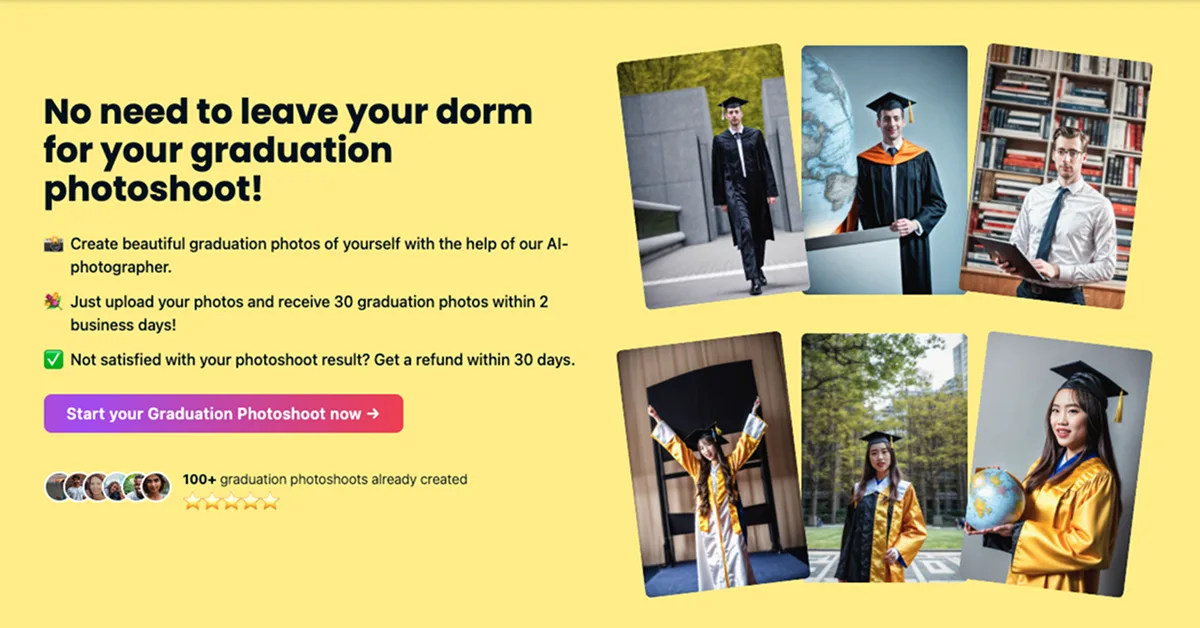 No need to leave your dorm
for your graduation
photoshoot!
📸 Create beautiful graduation photos of yourself with the help of our AI-
photographer.
💐 Just upload your photos and receive 30 graduation photos within 2
business days!
✅ Not satisfied with your photoshoot result? Get a refund within 30 days.
Start your Graduation Photoshoot now →
100+ graduation photoshoots already created